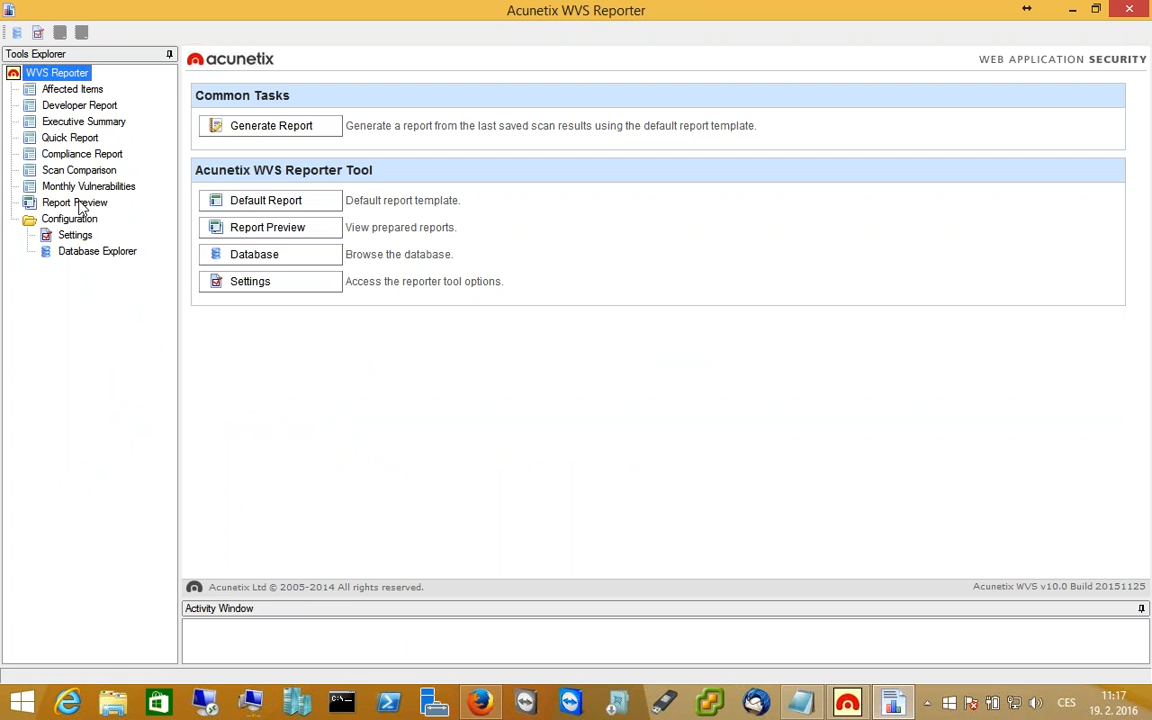 Acunetix WVS Reporter
Tools Explorer
WVS Reporter
Affected Items
Developer Report
Executive Summary
Quick Report
Compliance Report
Scan Comparison
Monthly Vulnerabilities
Report Preview
Configuration
Settings
Database Explorer
acunetix
WEB APPLICATION SECURITY
Common Tasks
Generate Report Generate a report from the last saved scan results using the default report template.
Acunetix WVS Reporter Tool
Default Report Default report template.
Report Preview View prepared reports.
Database Browse the database.
Settings Access the reporter tool options.
Acunetix Ltd © 2005-2014 All rights reserved.
Acunetix WVS v10.0 Build 20151125
Activity Window
CES
11:17
19. 2. 2016